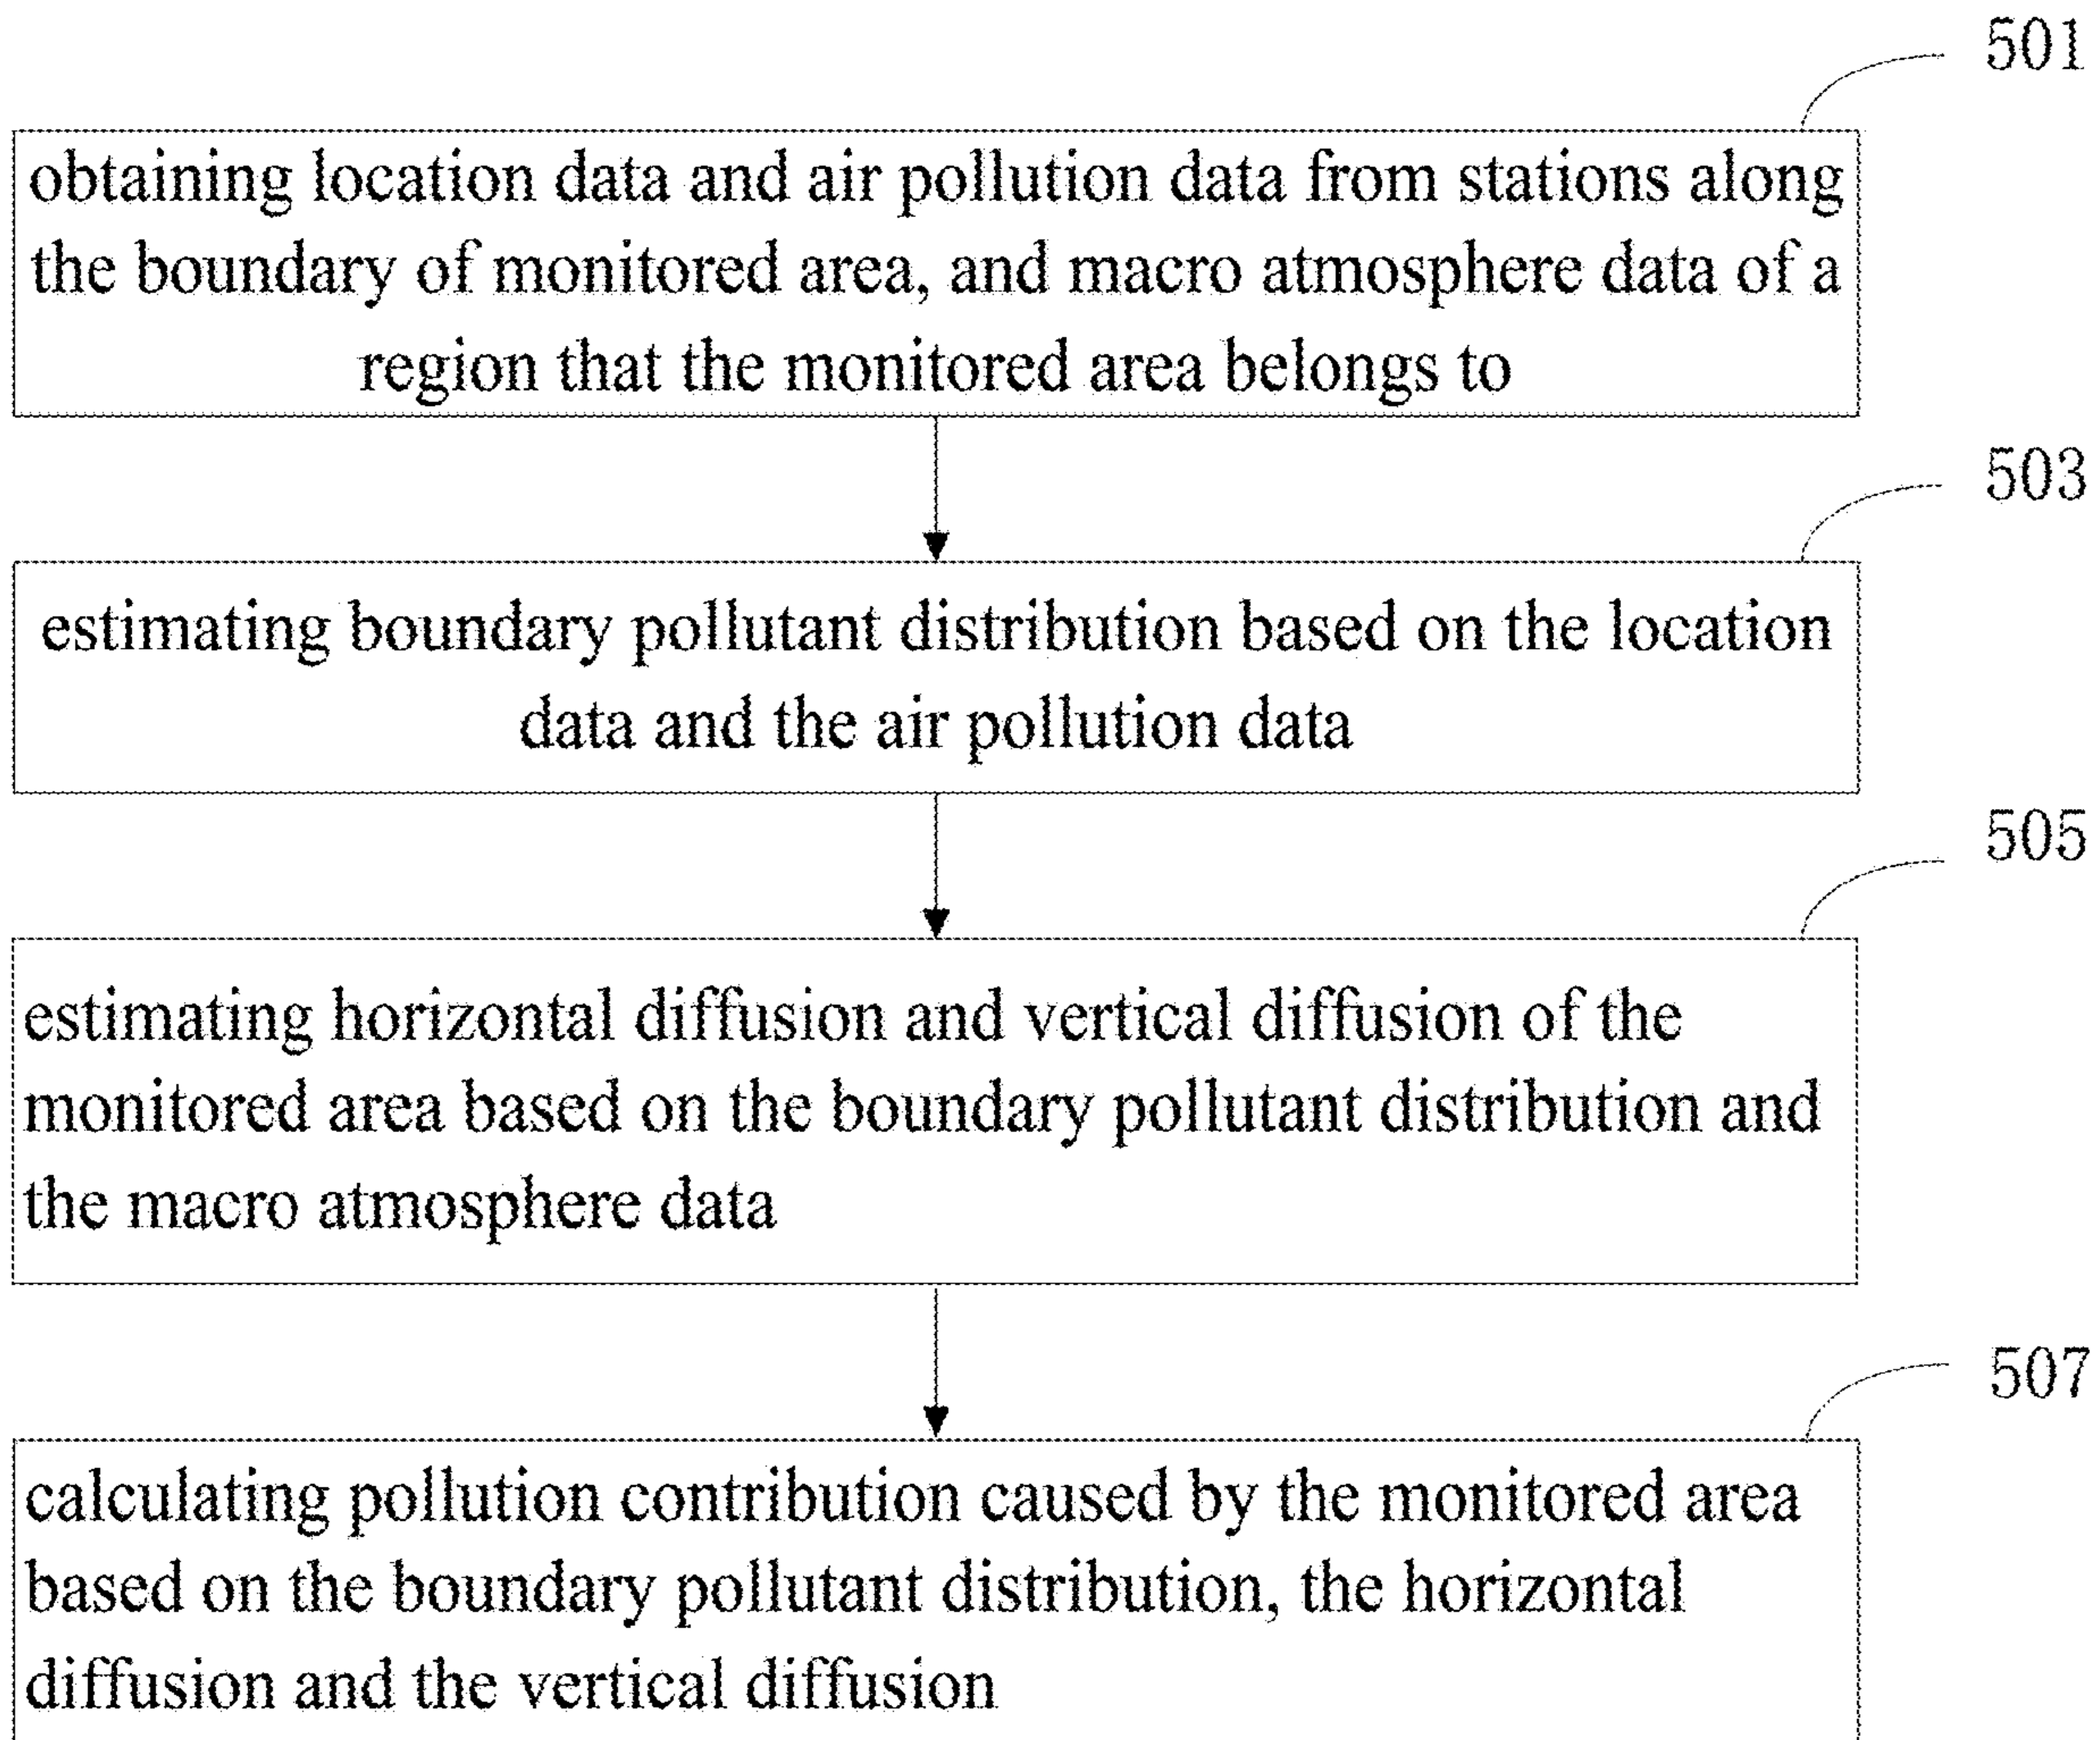 501
obtaining location data and air pollution data from stations along
the boundary of monitored area, and macro atmosphere data of a
region that the monitored area belongs to
503
estimating boundary pollutant distribution based on the location
data and the air pollution data
505
estimating horizontal diffusion and vertical diffusion of the
monitored area based on the boundary pollutant distribution and
the macro atmosphere data
507
calculating pollution contribution caused by the monitored area
based on the boundary pollutant distribution, the horizontal
diffusion and the vertical diffusion